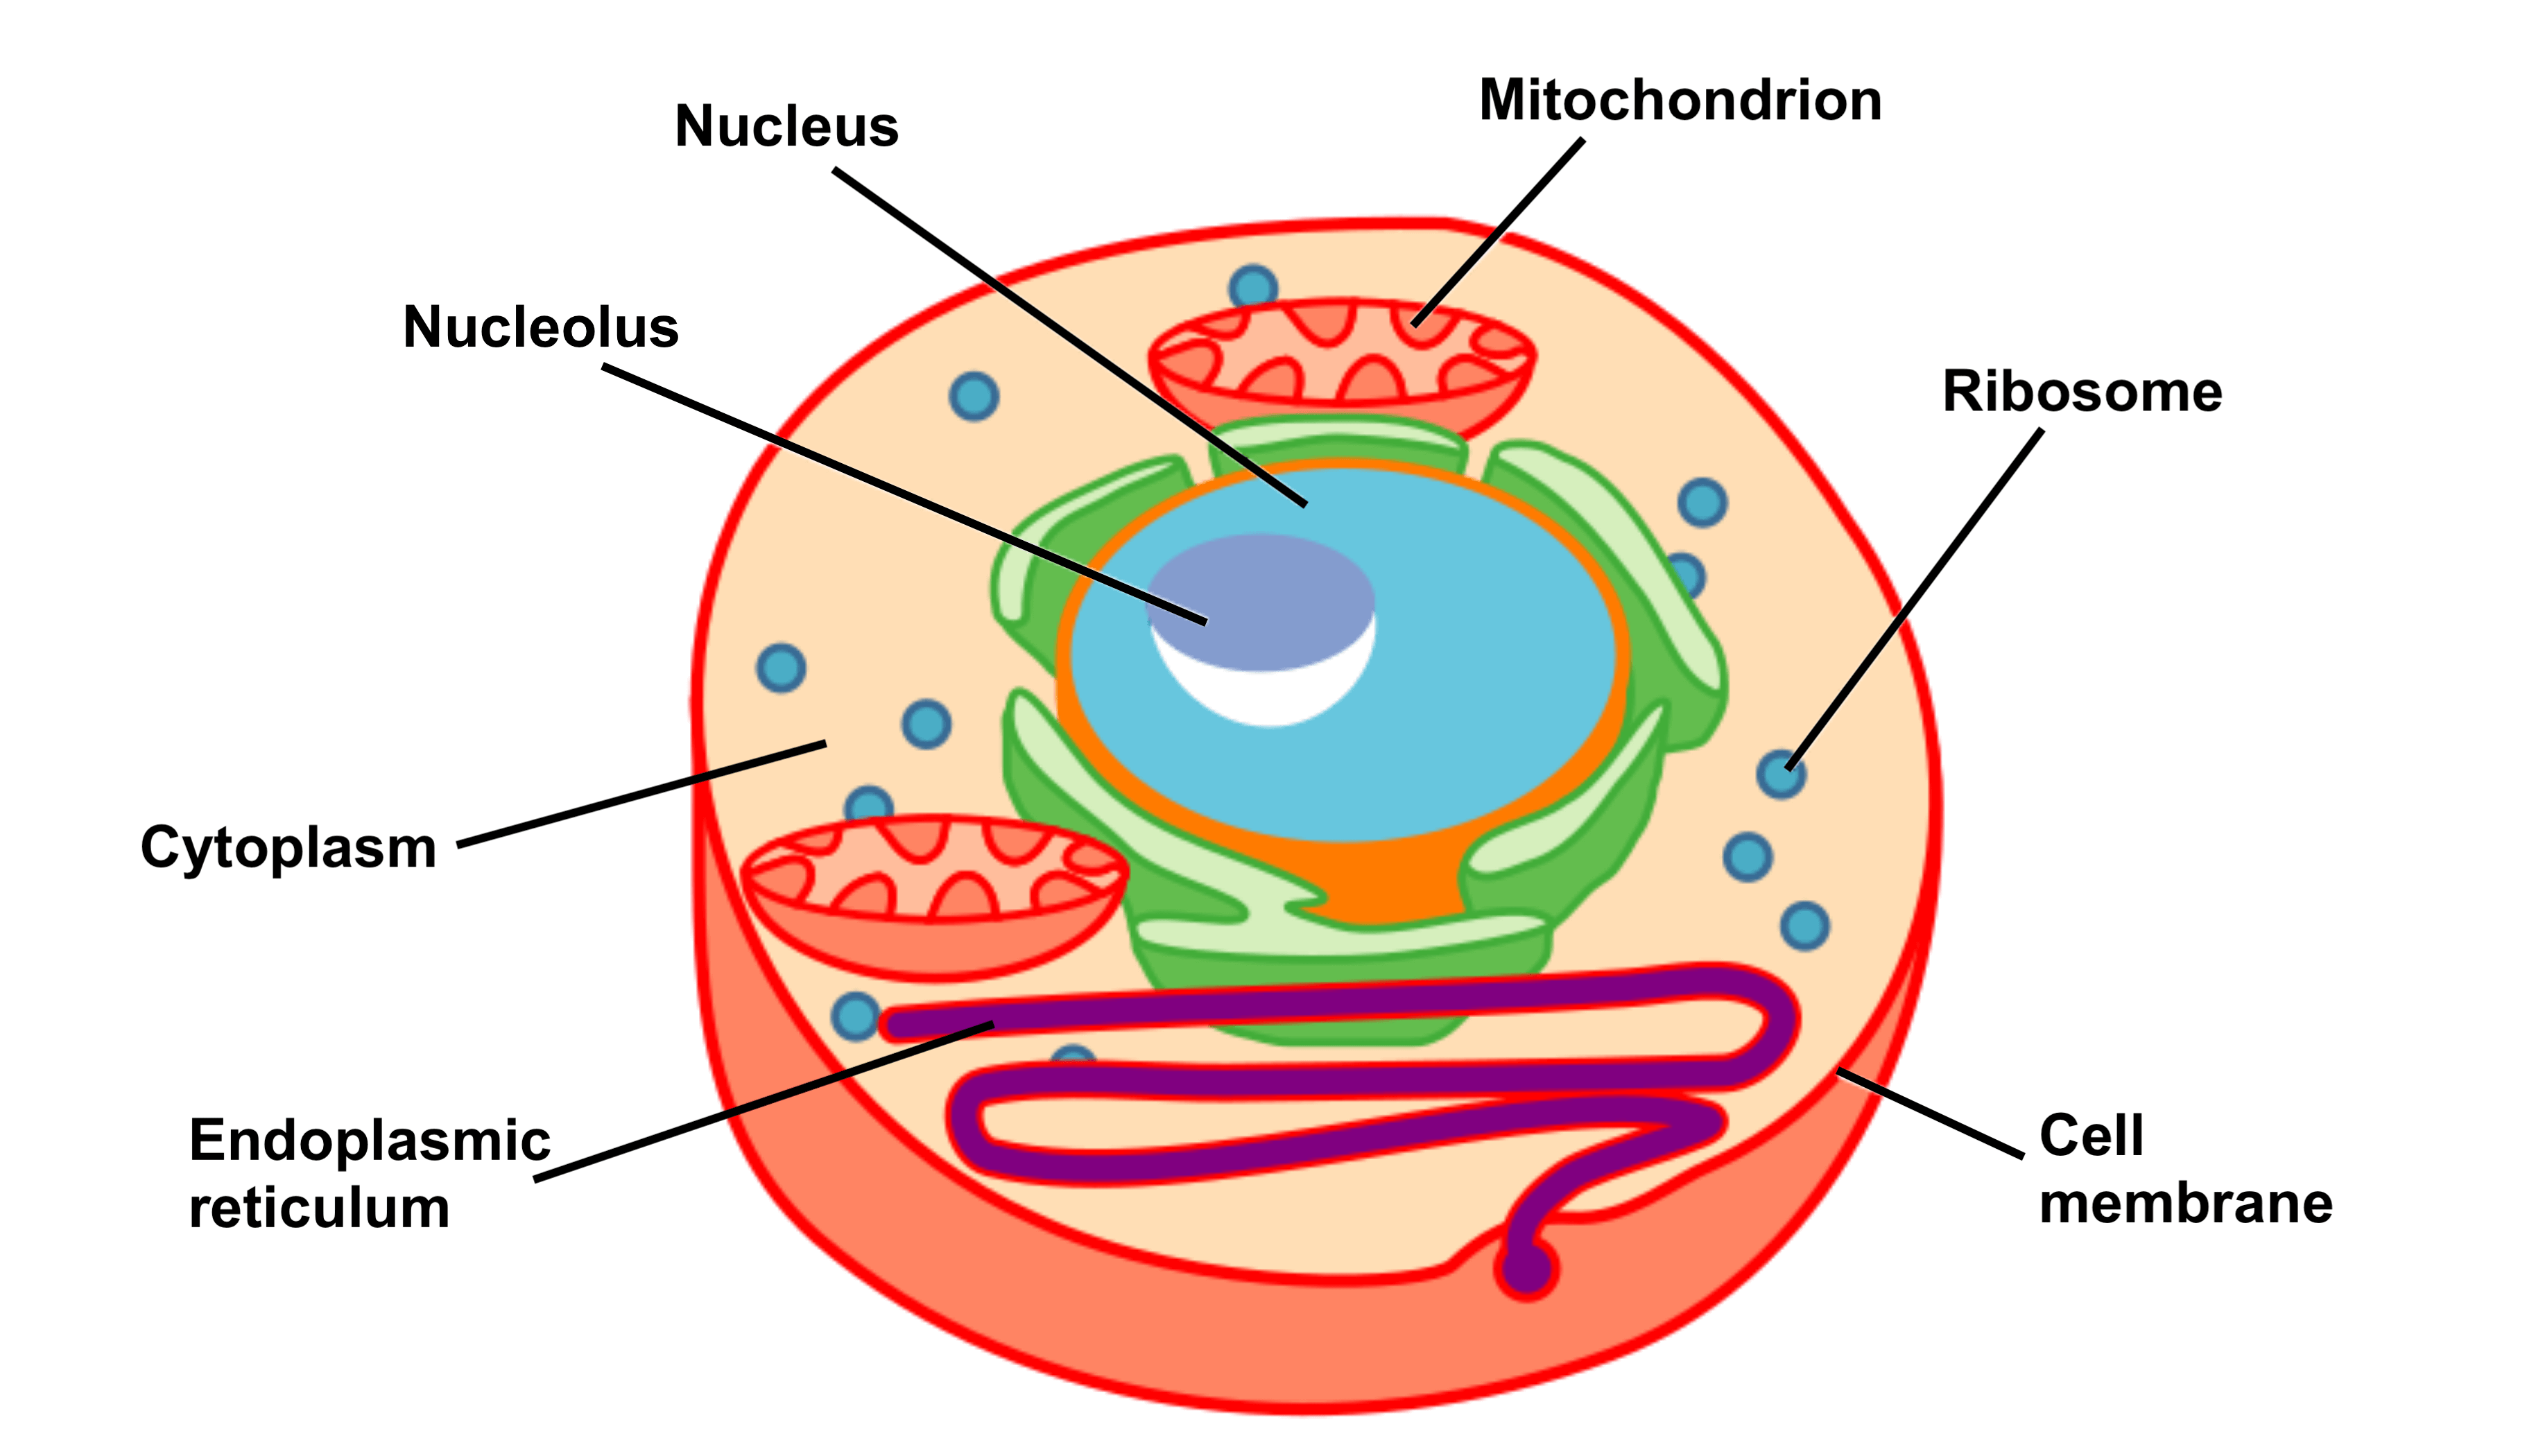 Mitochondrion
Nucleus
Nucleolus
Ribosome
Cytoplasm
Endoplasmic
reticulum
Cell
membrane